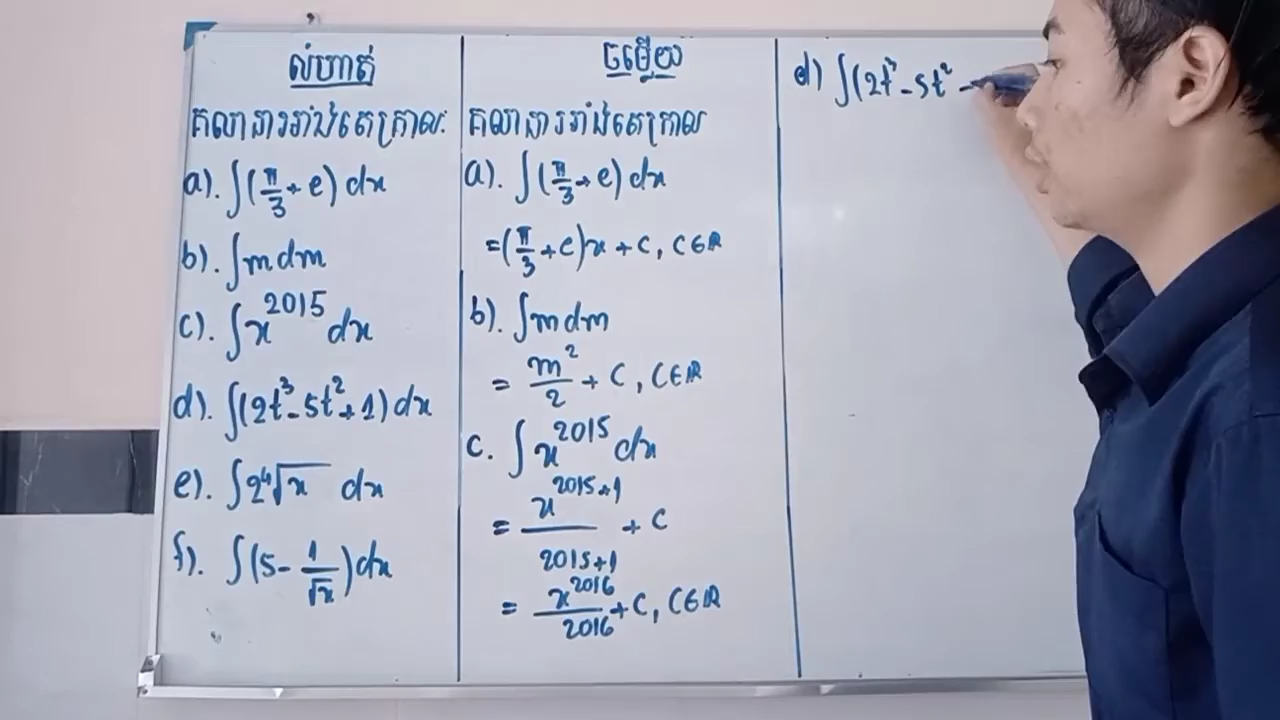 លំហាត់
គណនាអាំងតេក្រាល:
a). ∫(π/3 + e) dx
b). ∫m dm
c). ∫x^2015 dx
d). ∫(2t³ - 5t² + 1) dx
e). ∫2⁴√x dx
f). ∫(5 - 1/√x) dx
ចម្លើយ
គណនាអាំងតេក្រាល
a). ∫(π/3 + e) dx
= (π/3 + e)x + C, C∈ℝ
b). ∫m dm
= m²/2 + C, C∈ℝ
c. ∫x^2015 dx
= x^(2015+1)/(2015+1) + C
= x^2016/2016 + C, C∈ℝ
d) ∫(2t³ - 5t² -